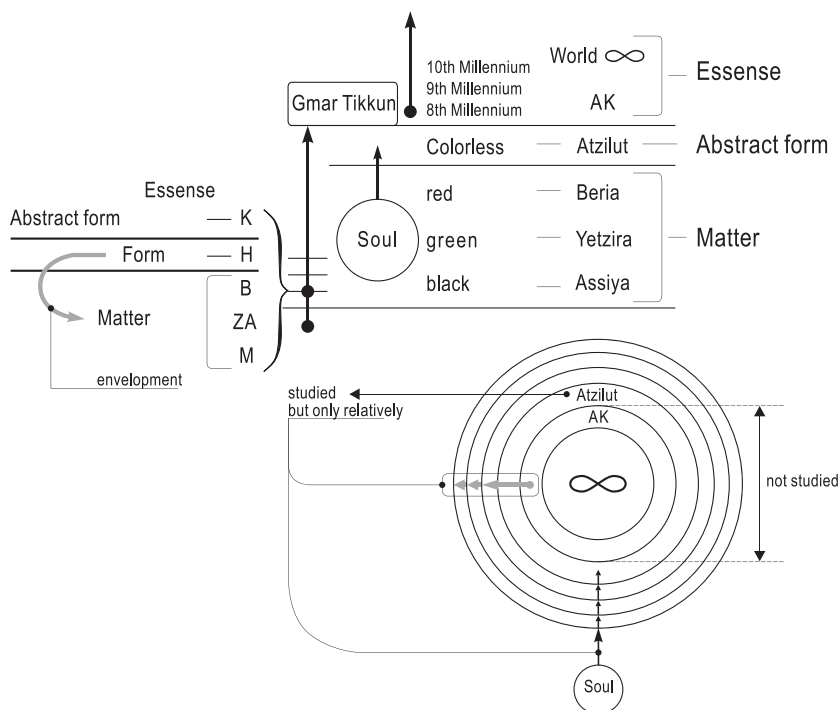 World ∞
Essense
10th Millennium
9th Millennium
8th Millennium
AK
Gmar Tikkun
Colorless
Atzilut
Abstract form
red
Beria
Soul
green
Yetzira
Matter
black
Assiya
Essense
Abstract form
K
Form
H
B
Matter
ZA
M
envelopment
studied
but only relatively
Atzilut
AK
∞
not studied
Soul